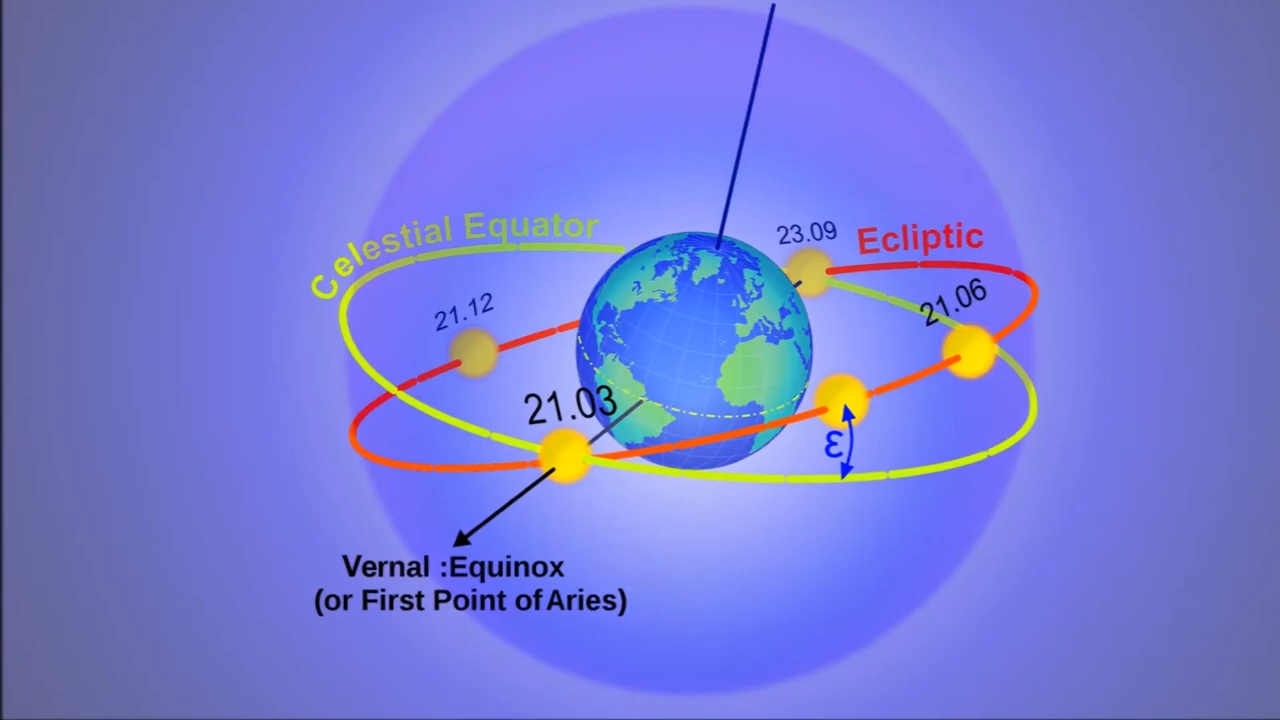 Celestial Equator
23.09
Ecliptic
21.12
21.06
21.03
ε
Vernal :Equinox
(or First Point of Aries)